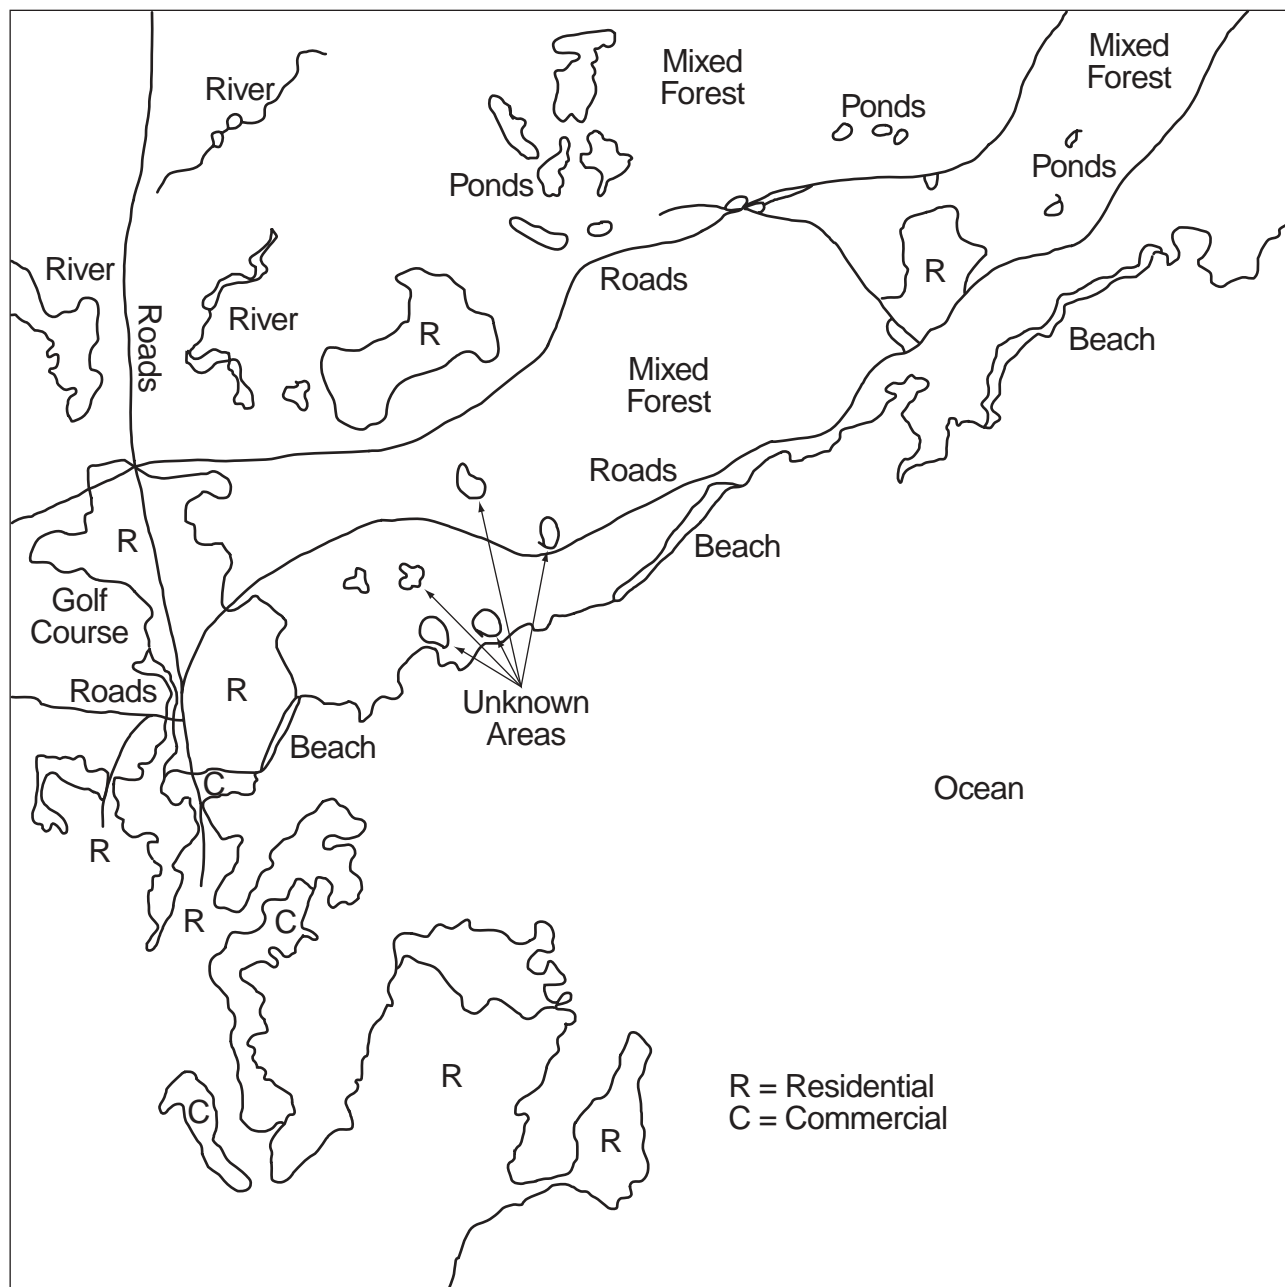 Mixed
Forest
Mixed
Forest
River
Ponds
Ponds
Ponds
River
Roads
R
Roads
River
R
Beach
Mixed
Forest
Roads
R
Beach
Golf
Course
Roads
R
Unknown
Areas
Beach
C
Ocean
R
R
C
R
R = Residential
C = Commercial
C
R